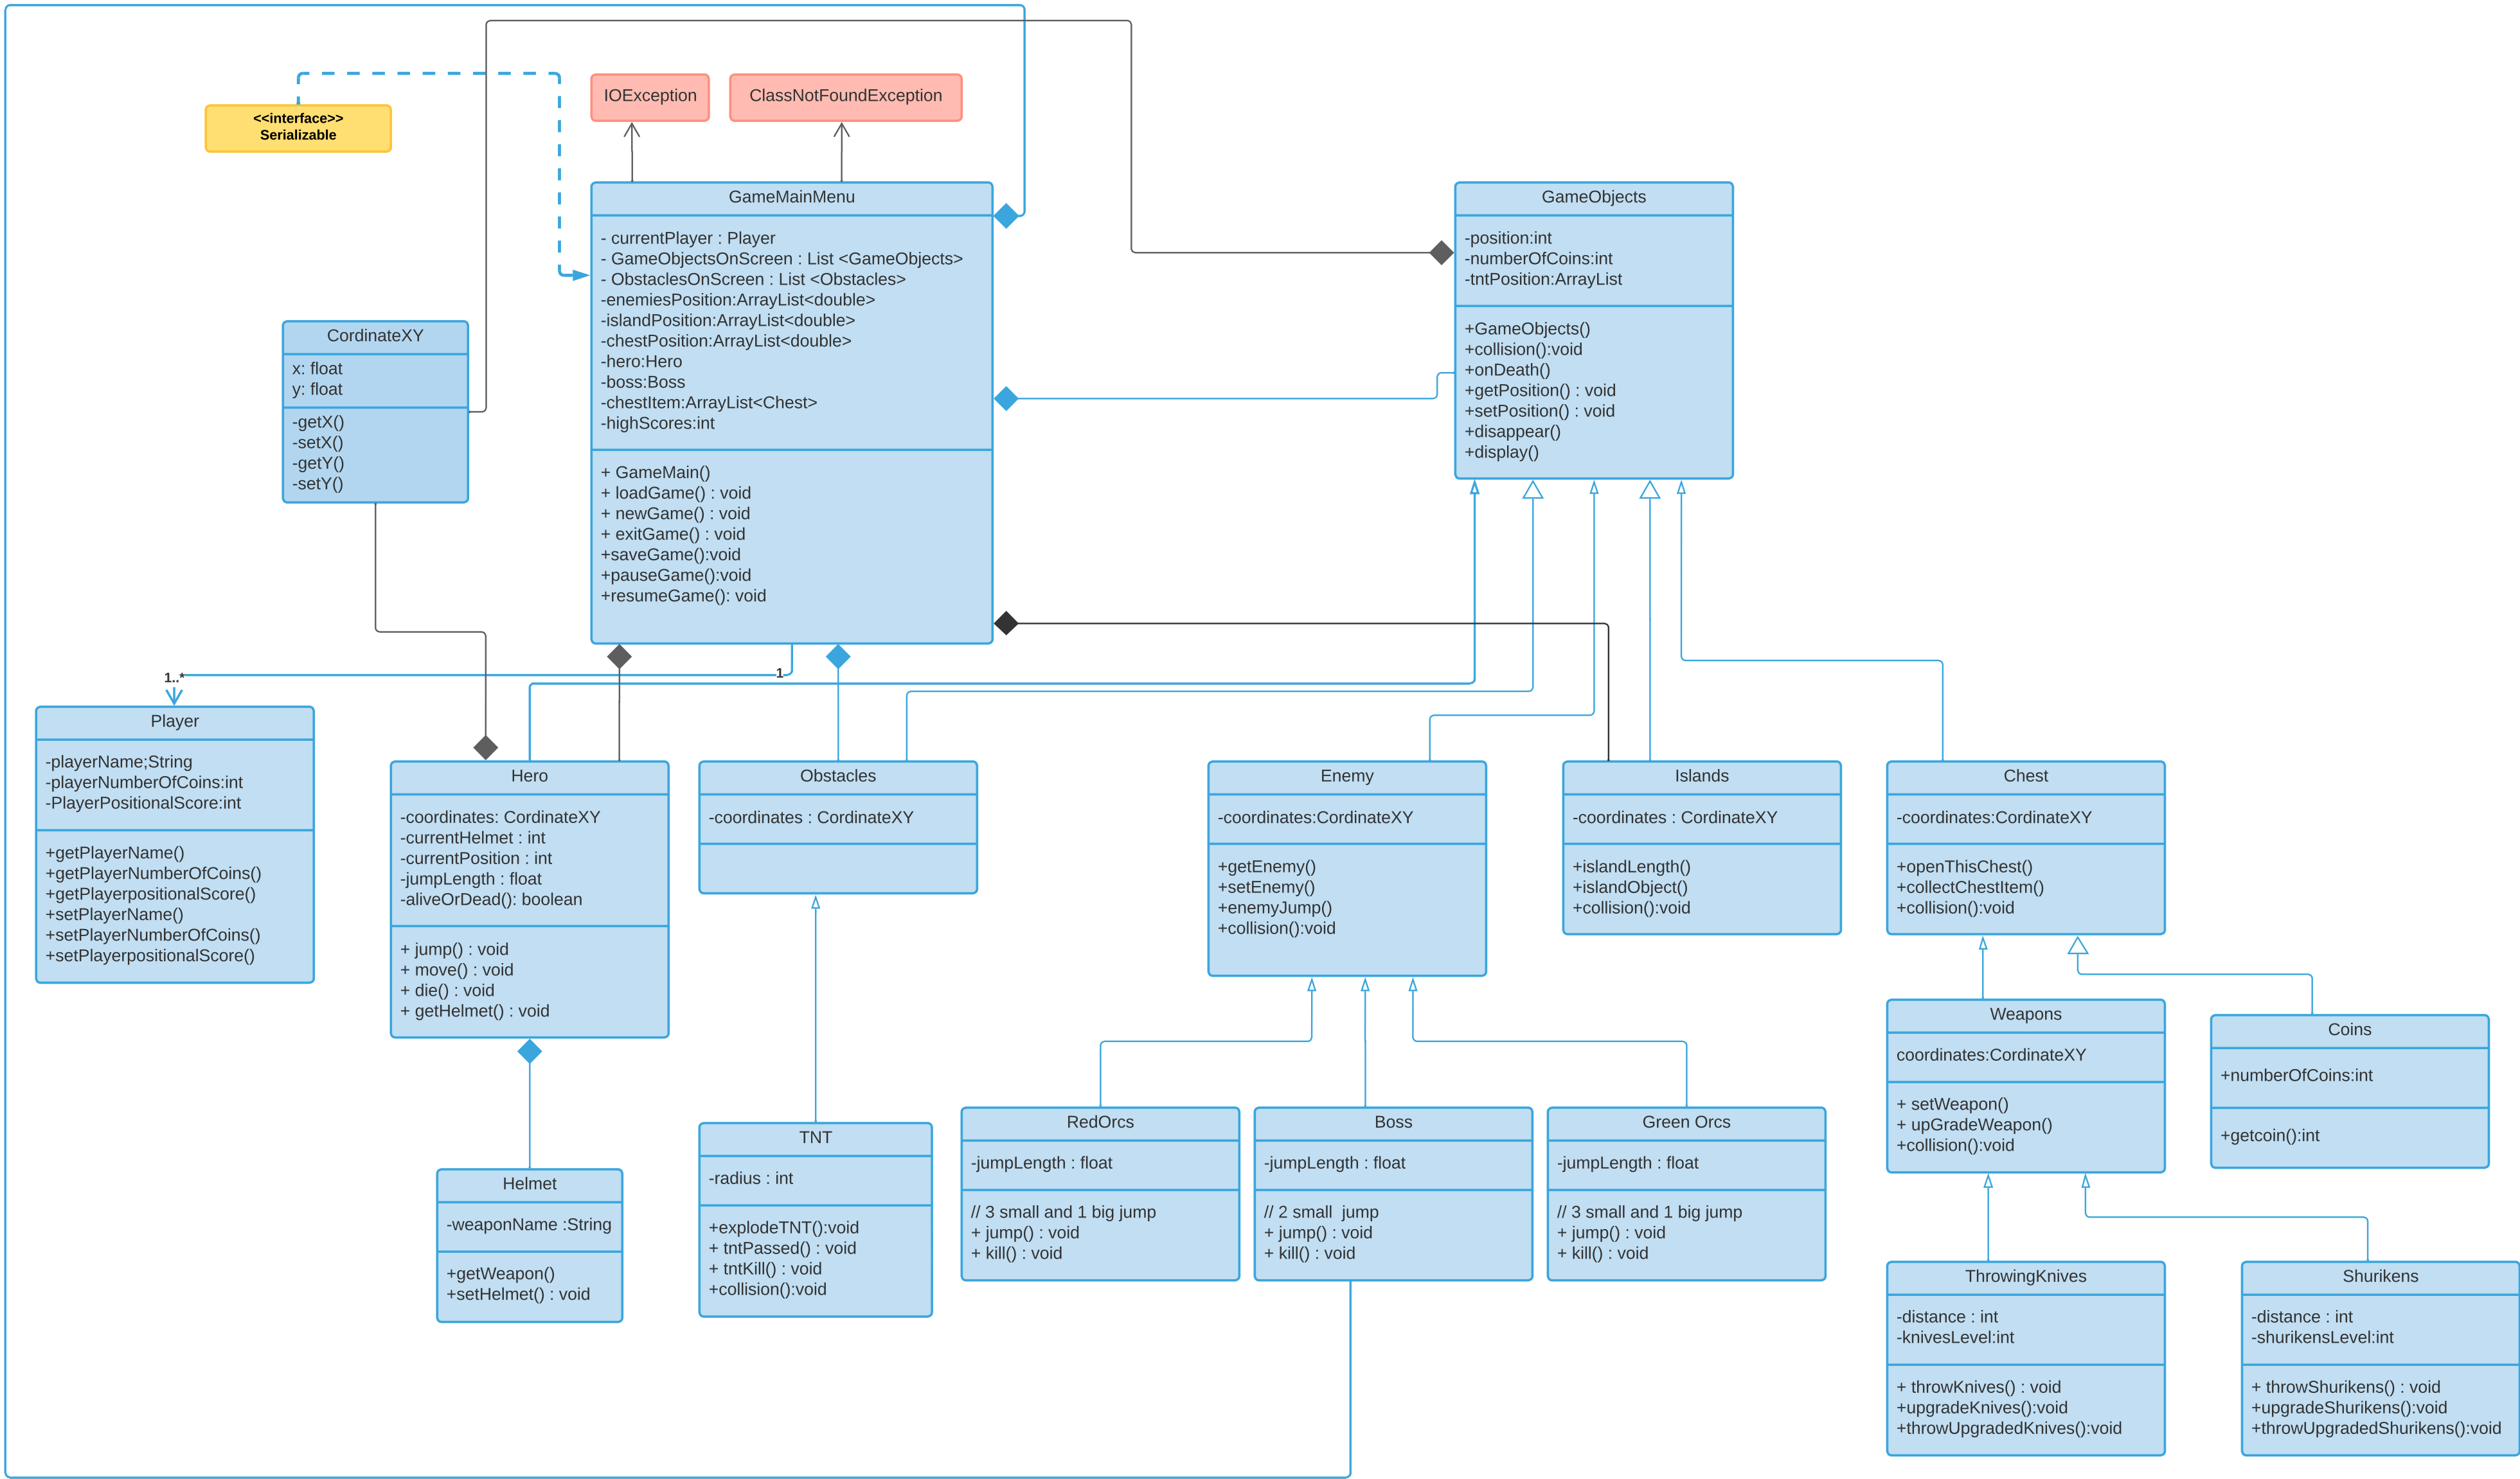 <<interface>>
Serializable
IOException
ClassNotFoundException
GameMainMenu
- currentPlayer : Player
- GameObjectsOnScreen : List <GameObjects>
- ObstaclesOnScreen : List <Obstacles>
-enemiesPosition:ArrayList<double>
-islandPosition:ArrayList<double>
-chestPosition:ArrayList<double>
-hero:Hero
-boss:Boss
-chestItem:ArrayList<Chest>
-highScores:int
+ GameMain()
+ loadGame() : void
+ newGame() : void
+ exitGame() : void
+saveGame():void
+pauseGame():void
+resumeGame(): void
GameObjects
-position:int
-numberOfCoins:int
-tntPosition:ArrayList
+GameObjects()
+collision():void
+onDeath()
+getPosition() : void
+setPosition() : void
+disappear()
+display()
CordinateXY
x: float
y: float
-getX()
-setX()
-getY()
-setY()
1..*
1
Player
-playerName;String
-playerNumberOfCoins:int
-PlayerPositionalScore:int
+getPlayerName()
+getPlayerNumberOfCoins()
+getPlayerpositionalScore()
+setPlayerName()
+setPlayerNumberOfCoins()
+setPlayerpositionalScore()
Hero
-coordinates: CordinateXY
-currentHelmet : int
-currentPosition : int
-jumpLength : float
-aliveOrDead(): boolean
+ jump() : void
+ move() : void
+ die() : void
+ getHelmet() : void
Obstacles
-coordinates : CordinateXY
Enemy
-coordinates:CordinateXY
+getEnemy()
+setEnemy()
+enemyJump()
+collision():void
Islands
-coordinates : CordinateXY
+islandLength()
+islandObject()
+collision():void
Chest
-coordinates:CordinateXY
+openThisChest()
+collectChestItem()
+collision():void
Weapons
coordinates:CordinateXY
+ setWeapon()
+ upGradeWeapon()
+collision():void
Coins
+numberOfCoins:int
+getcoin():int
Helmet
-weaponName :String
+getWeapon()
+setHelmet() : void
TNT
-radius : int
+explodeTNT():void
+ tntPassed() : void
+ tntKill() : void
+collision():void
RedOrcs
-jumpLength : float
// 3 small and 1 big jump
+ jump() : void
+ kill() : void
Boss
-jumpLength : float
// 2 small  jump
+ jump() : void
+ kill() : void
Green Orcs
-jumpLength : float
// 3 small and 1 big jump
+ jump() : void
+ kill() : void
ThrowingKnives
-distance : int
-knivesLevel:int
+ throwKnives() : void
+upgradeKnives():void
+throwUpgradedKnives():void
Shurikens
-distance : int
-shurikensLevel:int
+ throwShurikens() : void
+upgradeShurikens():void
+throwUpgradedShurikens():void